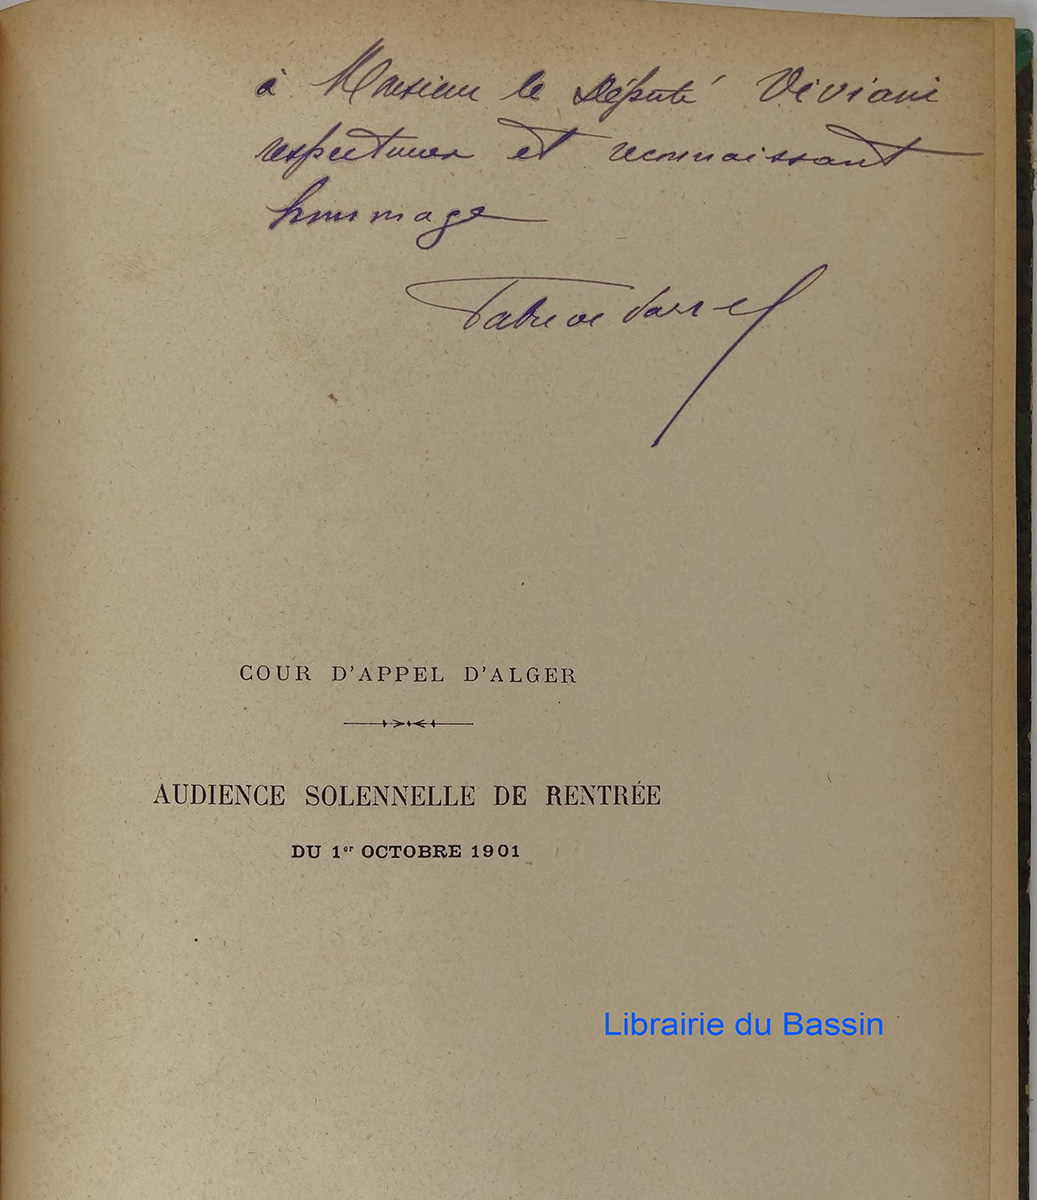 à Monsieur le Député Viviani
respectueux et reconnaissant
hommage
COUR D'APPEL D'ALGER
AUDIENCE SOLENNELLE DE RENTRÉE
DU 1er OCTOBRE 1901
Librairie du Bassin